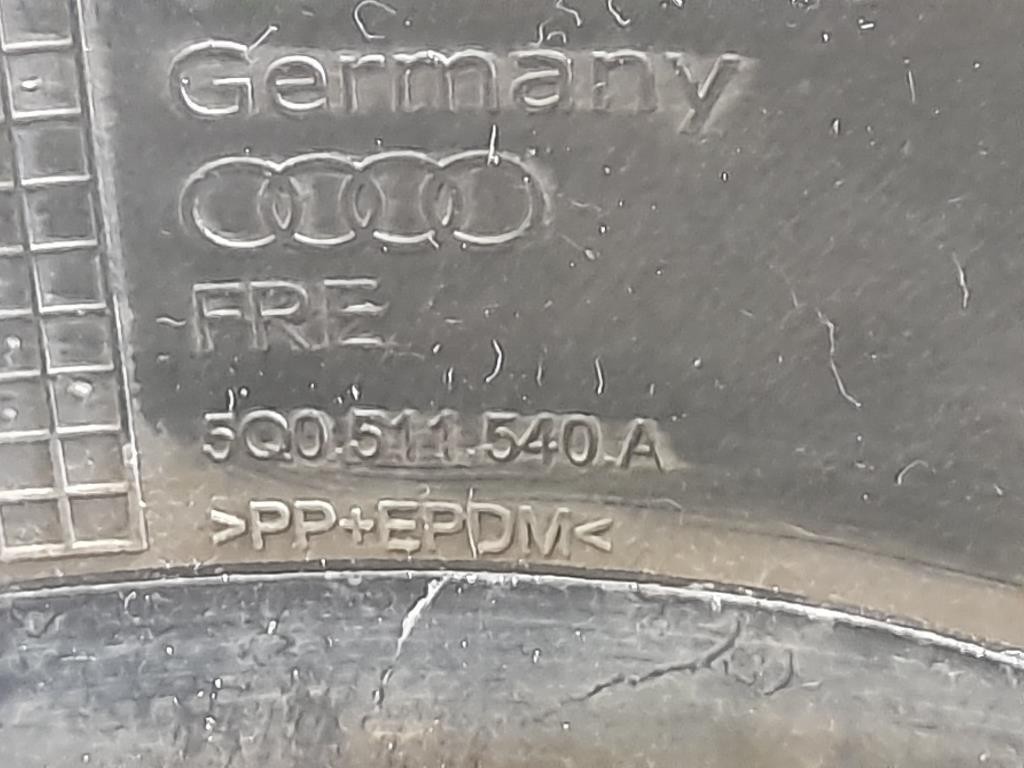 Germany
FRE
5Q0.511.540.A
>PP+EPDM<